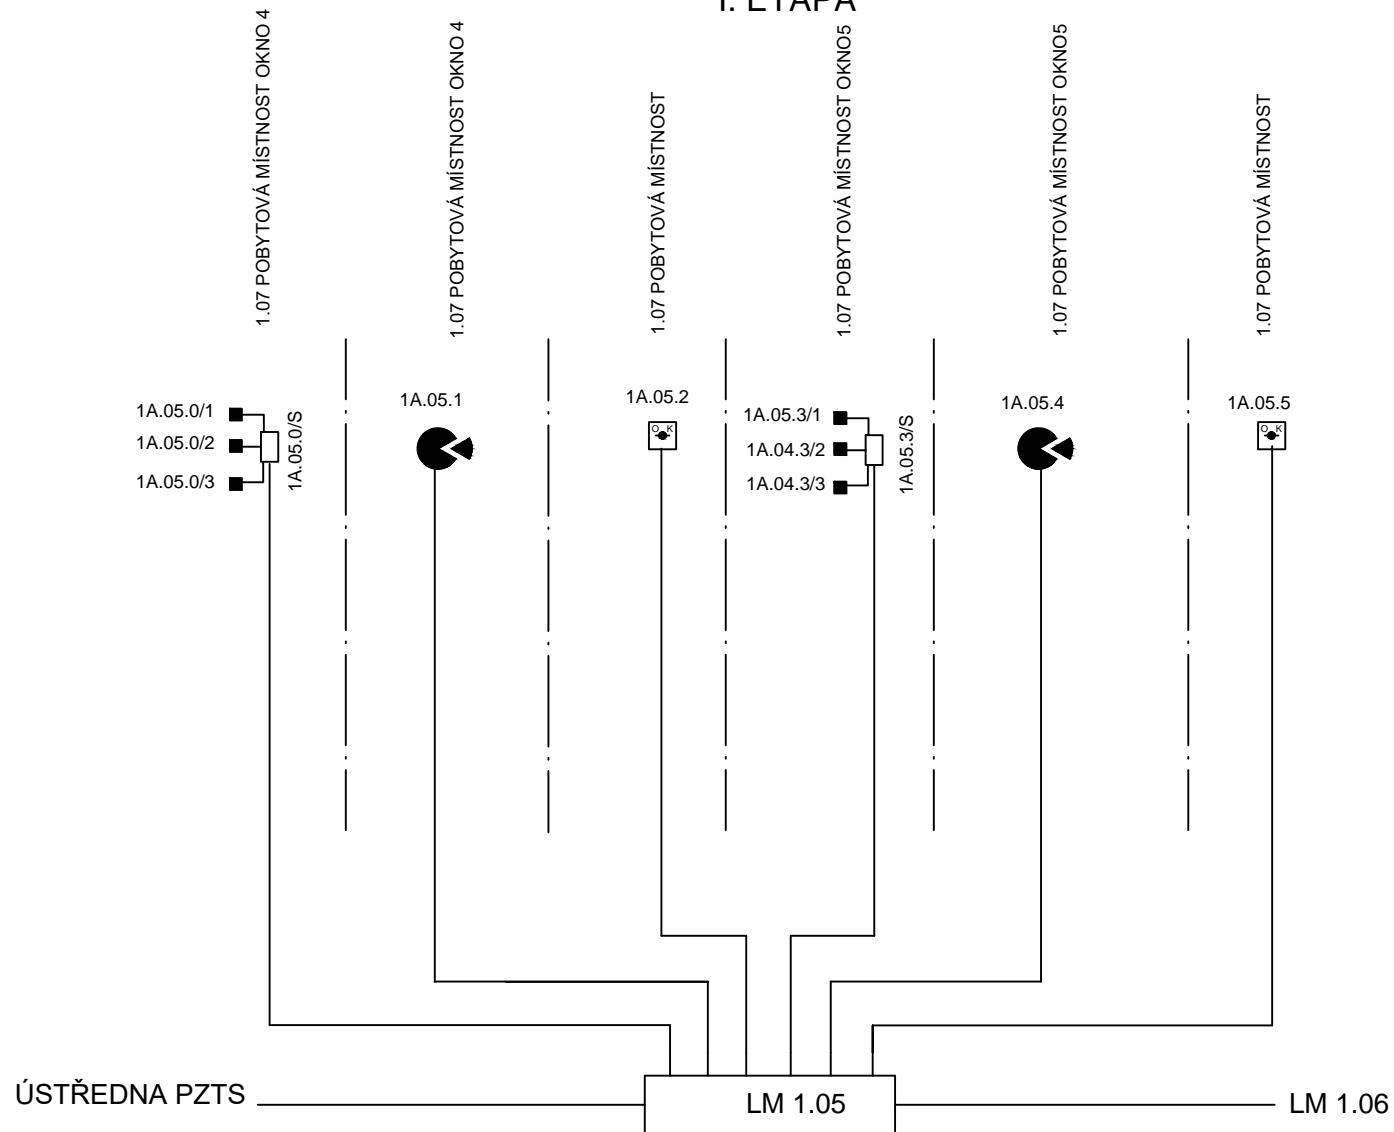 I. ETAPA
1.07 POBYTOVÁ MÍSTNOST OKNO 4
1.07 POBYTOVÁ MÍSTNOST OKNO 4
1.07 POBYTOVÁ MÍSTNOST
1.07 POBYTOVÁ MÍSTNOST OKNO5
1.07 POBYTOVÁ MÍSTNOST OKNO5
1.07 POBYTOVÁ MÍSTNOST
1A.05.0/1
1A.05.0/2
1A.05.0/3
1A.05.0/S
1A.05.1
1A.05.2
O K
1A.05.3/1
1A.04.3/2
1A.04.3/3
1A.05.3/S
1A.05.4
1A.05.5
O K
ÚSTŘEDNA PZTS
LM 1.05
LM 1.06